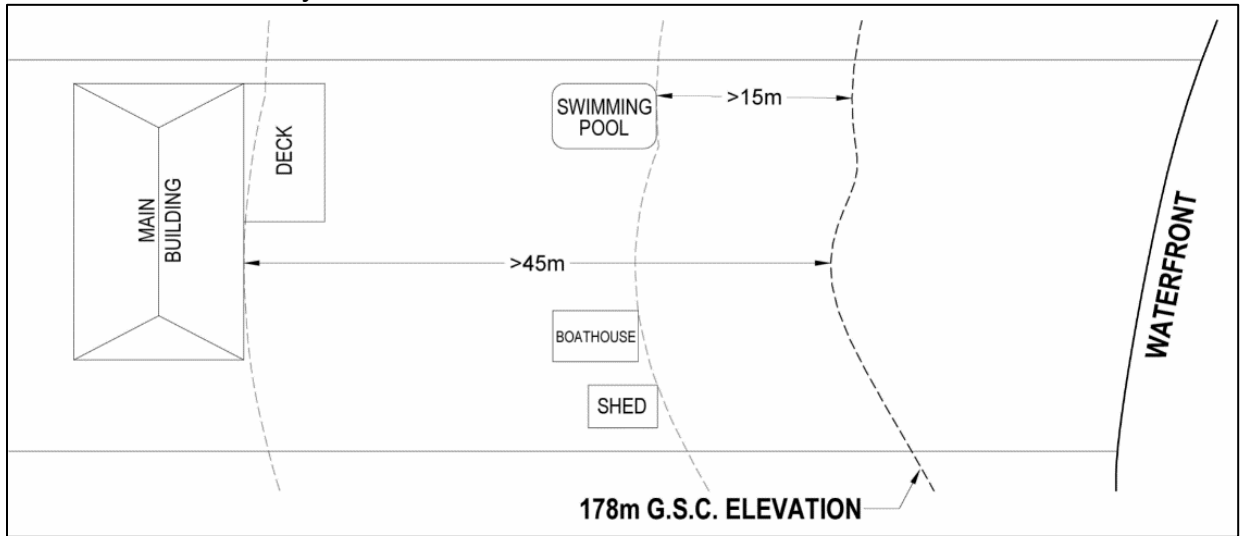 SWIMMING
POOL
>15m
DECK
MAIN
BUILDING
>45m
BOATHOUSE
SHED
WATERFRONT
178m G.S.C. ELEVATION